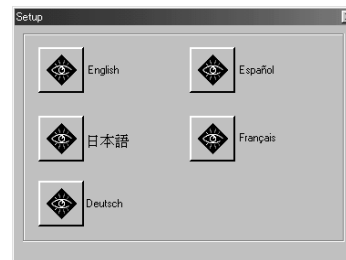 Setup
English
Español
日本語
Français
Deutsch